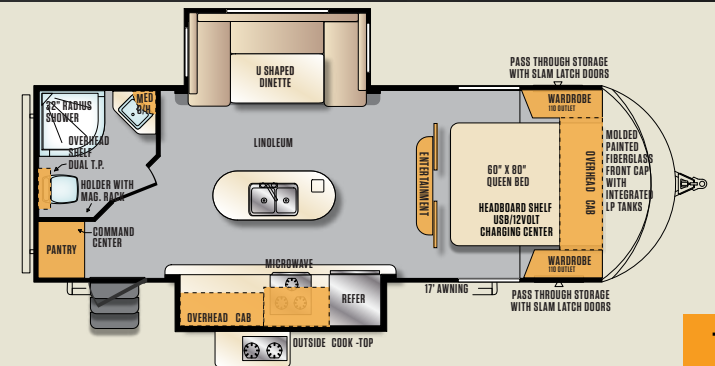 U SHAPED
DINETTE
PASS THROUGH STORAGE
WITH SLAM LATCH DOORS
32" RADIUS
SHOWER
MED
OVERHEAD
SHELF
DUAL T.P.
HOLDER WITH
MAG. RACK
COMMAND
CENTER
PANTRY
LINOLEUM
ENTERTAINMENT
60" X 80"
QUEEN BED
HEADBOARD SHELF
USB/12VOLT
CHARGING CENTER
WARDROBE
110 OUTLET
OVERHEAD CAB
MOLDED
PAINTED
FIBERGLASS
FRONT CAP
WITH
INTEGRATED
LP TANKS
WARDROBE
110 OUTLET
MICROWAVE
REFER
OVERHEAD CAB
17' AWNING
PASS THROUGH STORAGE
WITH SLAM LATCH DOORS
OUTSIDE COOK -TOP